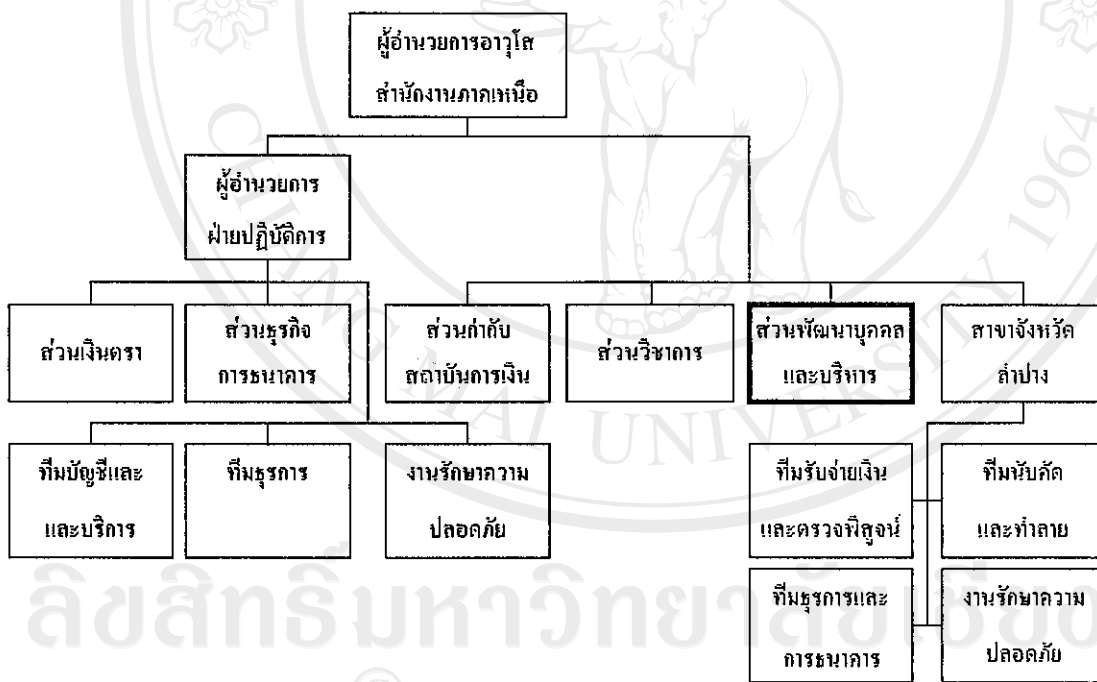 ผู้อำนวยการอาวุโส
สำนักงานภาคเหนือ
ผู้อำนวยการ
ฝ่ายปฏิบัติการ
ส่วนเงินตรา
ส่วนธุรกิจ
การธนาคาร
ส่วนกำกับ
สถาบันการเงิน
ส่วนวิชาการ
ส่วนพัฒนาบุคคล
และบริหาร
สาขาจังหวัด
ลำปาง
ทีมบัญชีและ
และบริการ
ทีมธุรการ
งานรักษาความ
ปลอดภัย
ทีมรับจ่ายเงิน
และตรวจพิสูจน์
ทีมนับคัด
และทำลาย
ทีมธุรการและ
การธนาคาร
งานรักษาความ
ปลอดภัย
CHIANG MAI UNIVERSITY 1964
ลิขสิทธิ์มหาวิทยาลัยเชียง